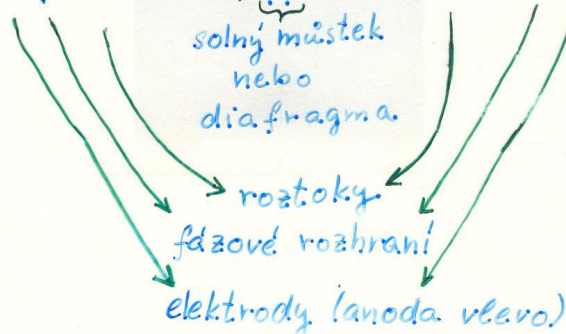 solný můstek
nebo
diafragma
roztoky
fázové rozhraní
elektrody (anoda vlevo)